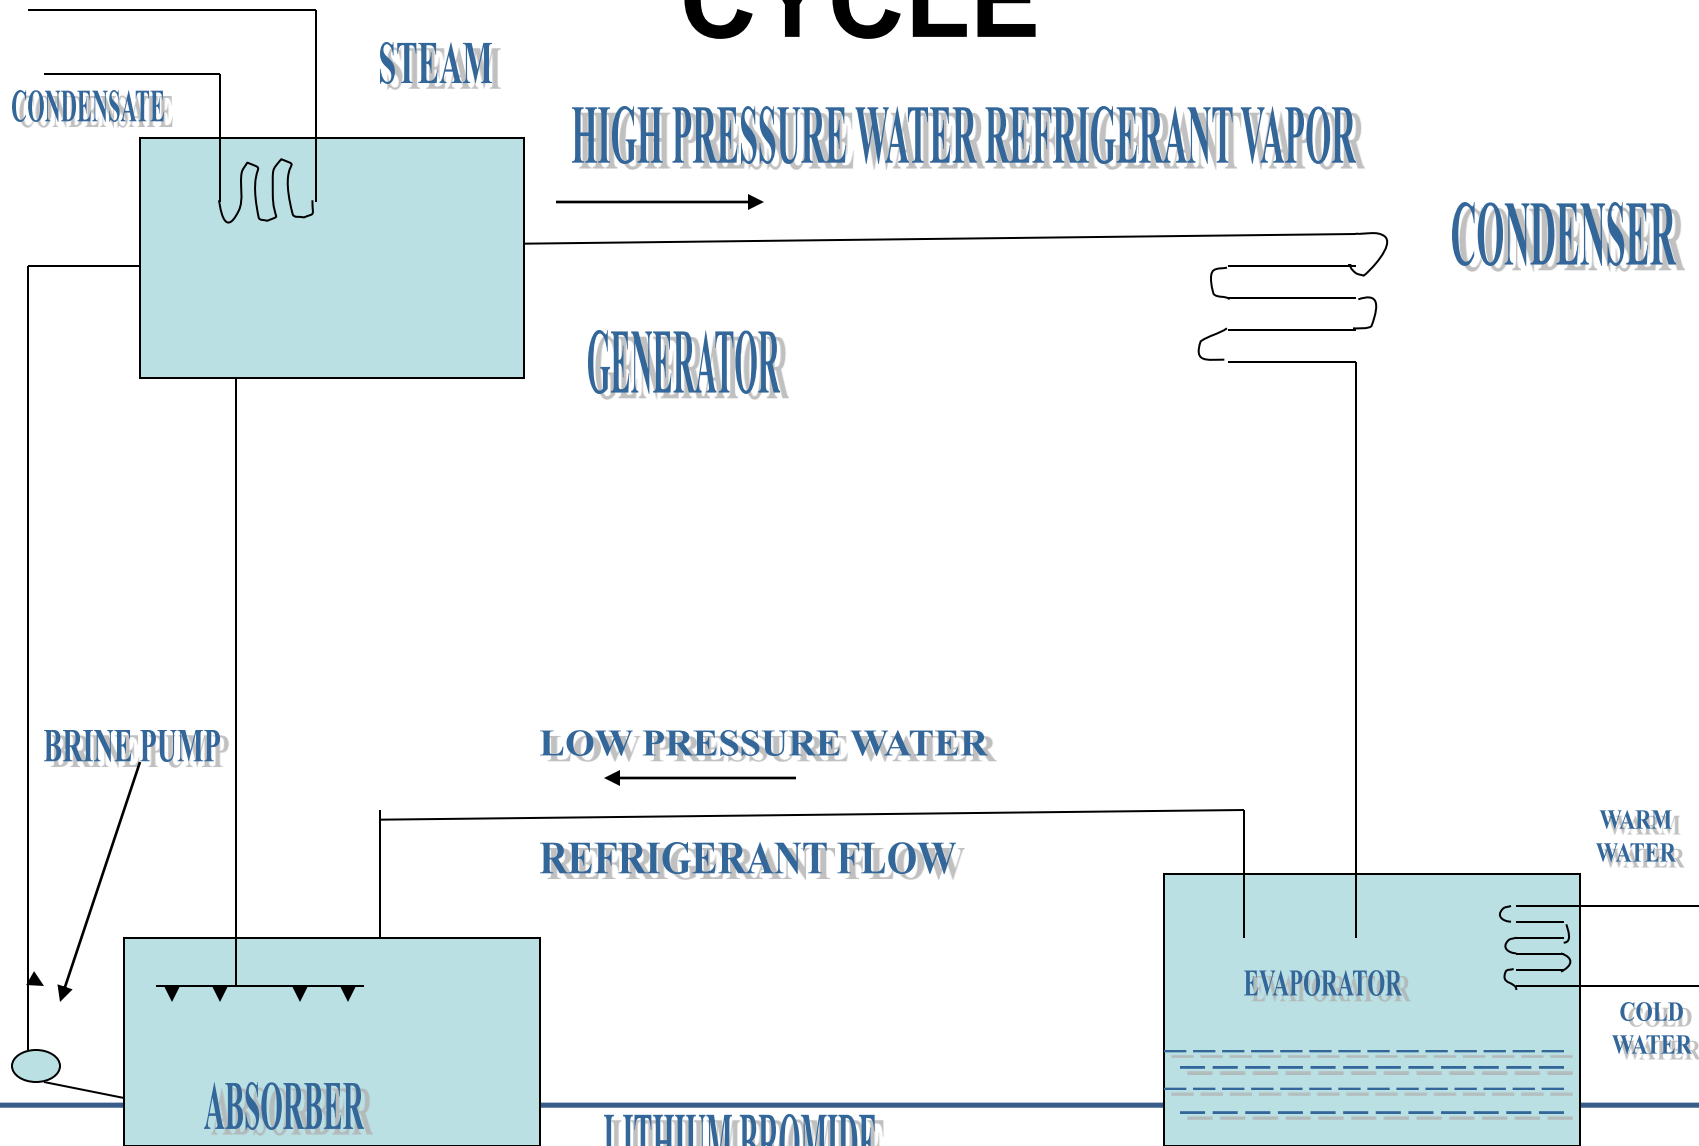 CYCLE
STEAM
CONDENSATE
HIGH PRESSURE WATER REFRIGERANT VAPOR
CONDENSER
GENERATOR
BRINE PUMP
LOW PRESSURE WATER
REFRIGERANT FLOW
WARM
WATER
EVAPORATOR
COLD
WATER
ABSORBER
LITHIUM BROMIDE